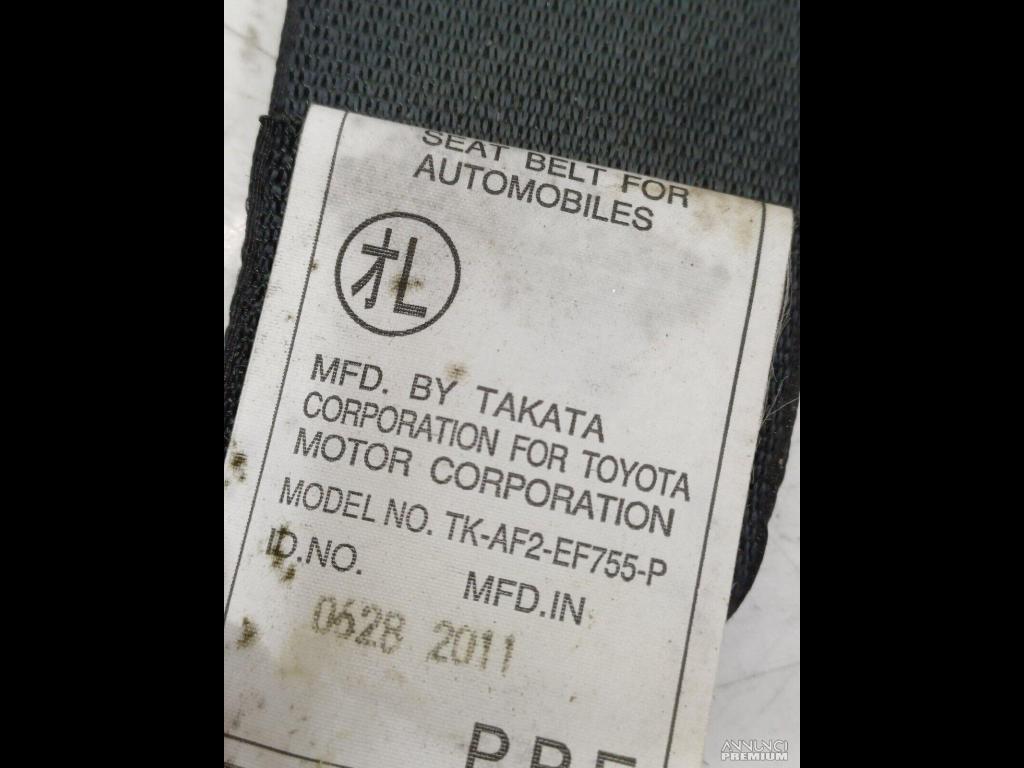 SEAT BELT FOR
AUTOMOBILES
札
MFD. BY TAKATA
CORPORATION FOR TOYOTA
MOTOR CORPORATION
MODEL NO. TK-AF2-EF755-P
ID.NO.
MFD.IN
0628 2011
ANNUNCI
PREMIUM